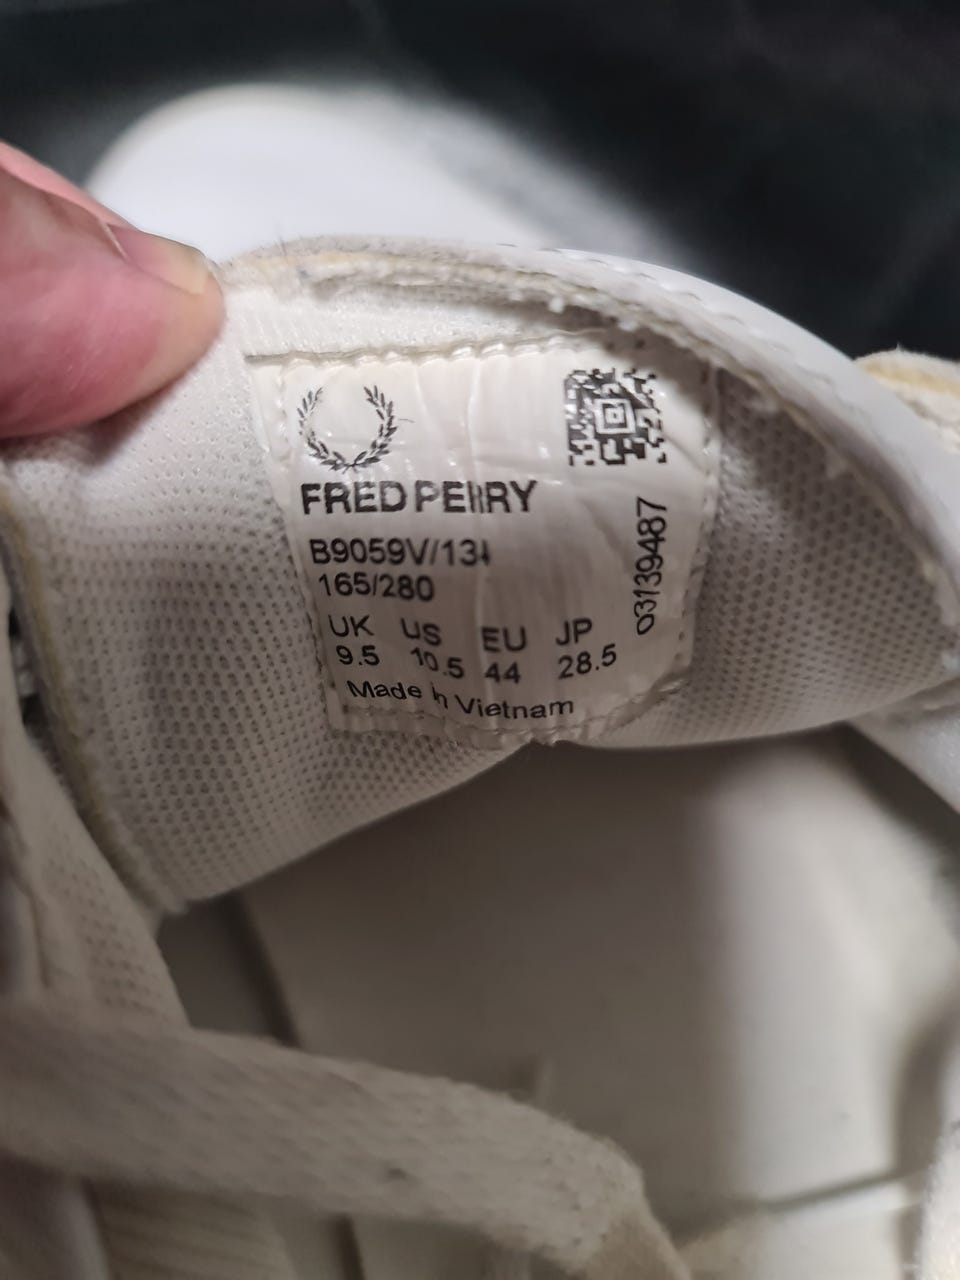 FRED PERRY
B9059V/134
165/280
UK US EU JP
9.5 10.5 44 28.5
Made in Vietnam
03139487